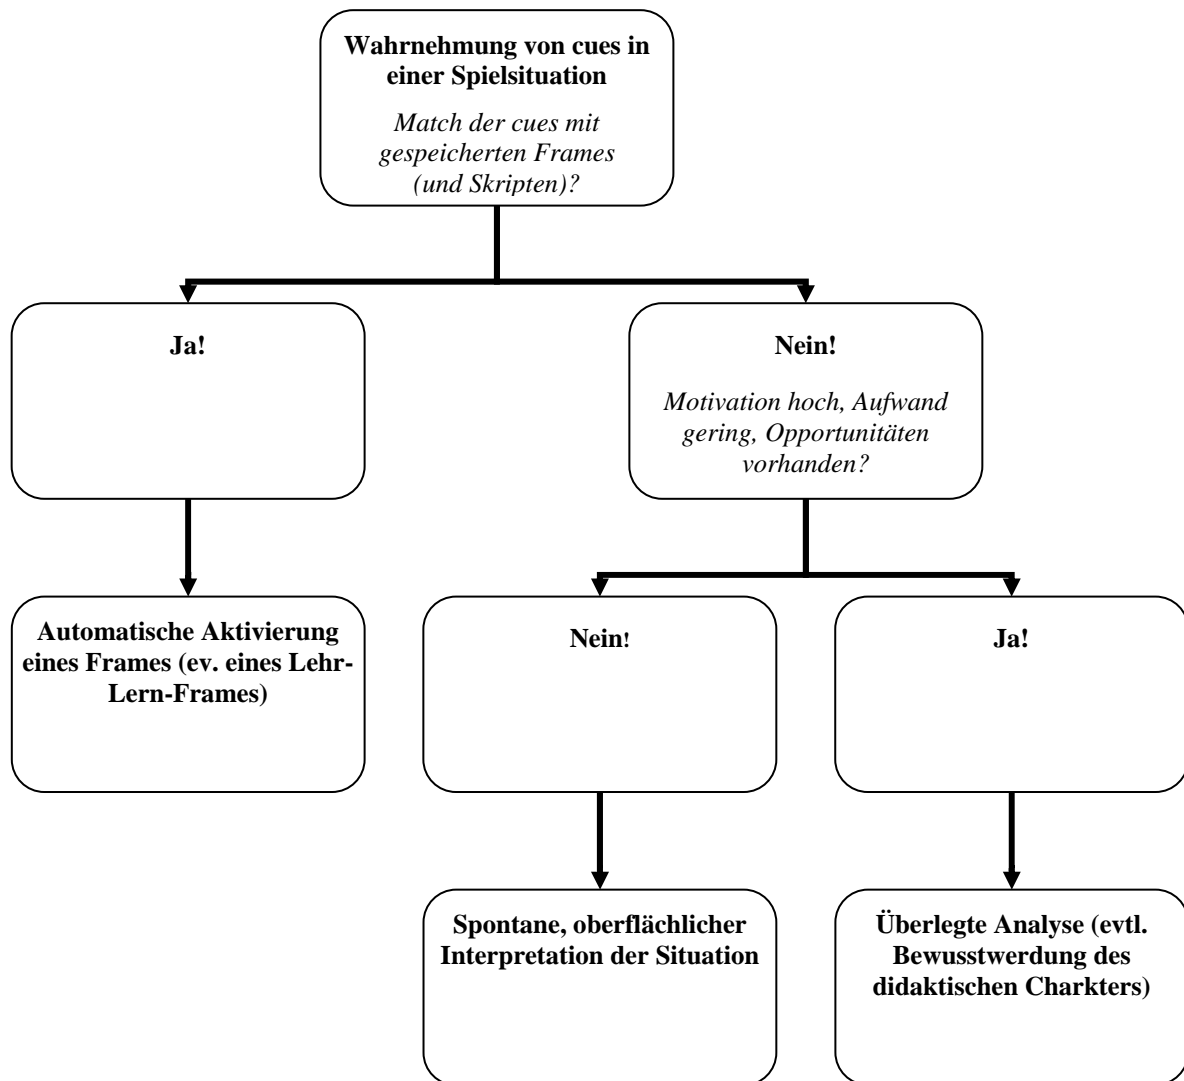 Wahrnehmung von cues in
einer Spielsituation
Match der cues mit
gespeicherten Frames
(und Skripten)?
Ja!
Nein!
Motivation hoch, Aufwand
gering, Opportunitäten
vorhanden?
Automatische Aktivierung
eines Frames (ev. eines Lehr-
Lern-Frames)
Nein!
Ja!
Spontane, oberflächlicher
Interpretation der Situation
Überlegte Analyse (evtl.
Bewusstwerdung des
didaktischen Charkters)